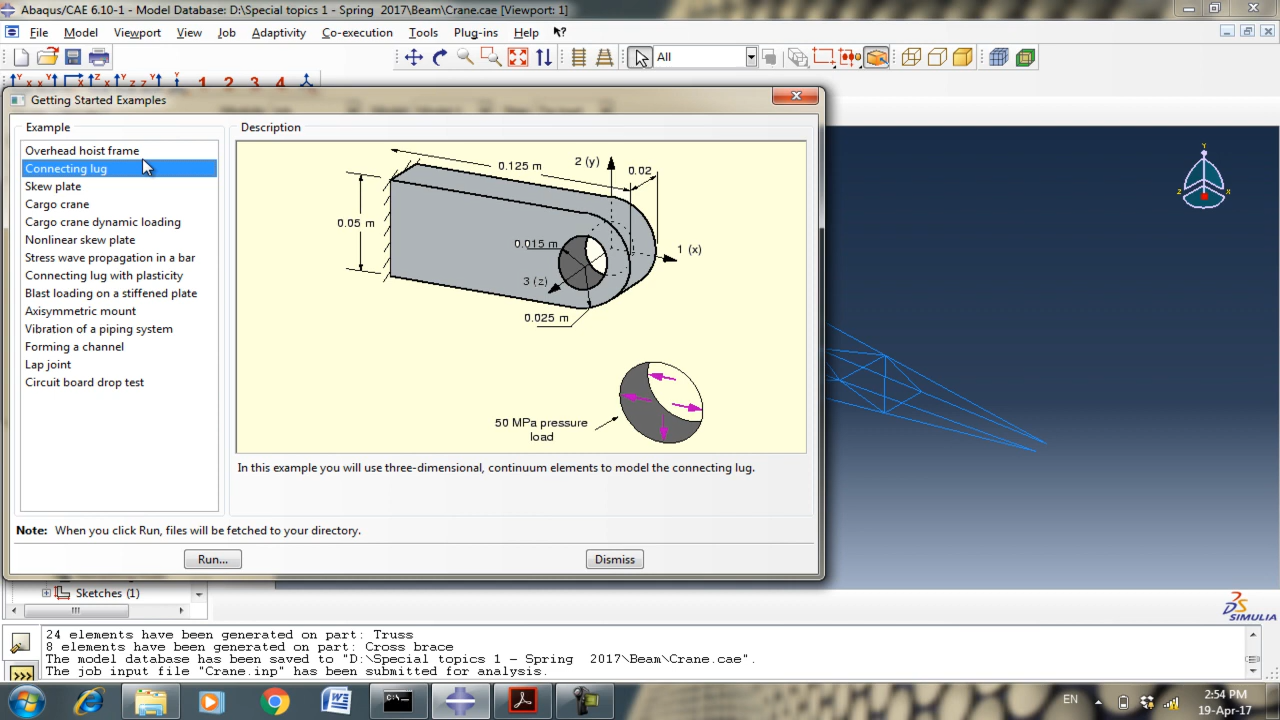 Abaqus/CAE 6.10-1 - Model Database: D:\Special topics 1 - Spring  2017\Beam\Crane.cae [Viewport: 1]
File Model Viewport View Job Adaptivity Co-execution Tools Plug-ins Help
All
1 2 3 4
Getting Started Examples
Example
Overhead hoist frame
Connecting lug
Skew plate
Cargo crane
Cargo crane dynamic loading
Nonlinear skew plate
Stress wave propagation in a bar
Connecting lug with plasticity
Blast loading on a stiffened plate
Axisymmetric mount
Vibration of a piping system
Forming a channel
Lap joint
Circuit board drop test
Description
0.125 m
2 (y)
0.02
0.05 m
0.015 m
1 (x)
3 (z)
0.025 m
50 MPa pressure
load
In this example you will use three-dimensional, continuum elements to model the connecting lug.
Note: When you click Run, files will be fetched to your directory.
Run...
Dismiss
Y
Z
X
Sketches (1)
SIMULIA
24 elements have been generated on part: Truss
8 elements have been generated on part: Cross brace
The model database has been saved to "D:\Special topics 1 - Spring  2017\Beam\Crane.cae".
The job input file "Crane.inp" has been submitted for analysis.
>>>
EN
2:54 PM
19-Apr-17